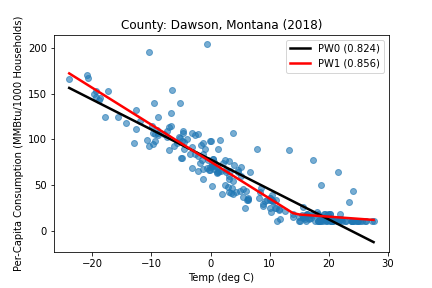 County: Dawson, Montana (2018)
PW0 (0.824)
PW1 (0.856)
Per-Capita Consumption (MMBtu/1000 Households)
200
150
100
50
0
−20
−10
0
10
20
30
Temp (deg C)